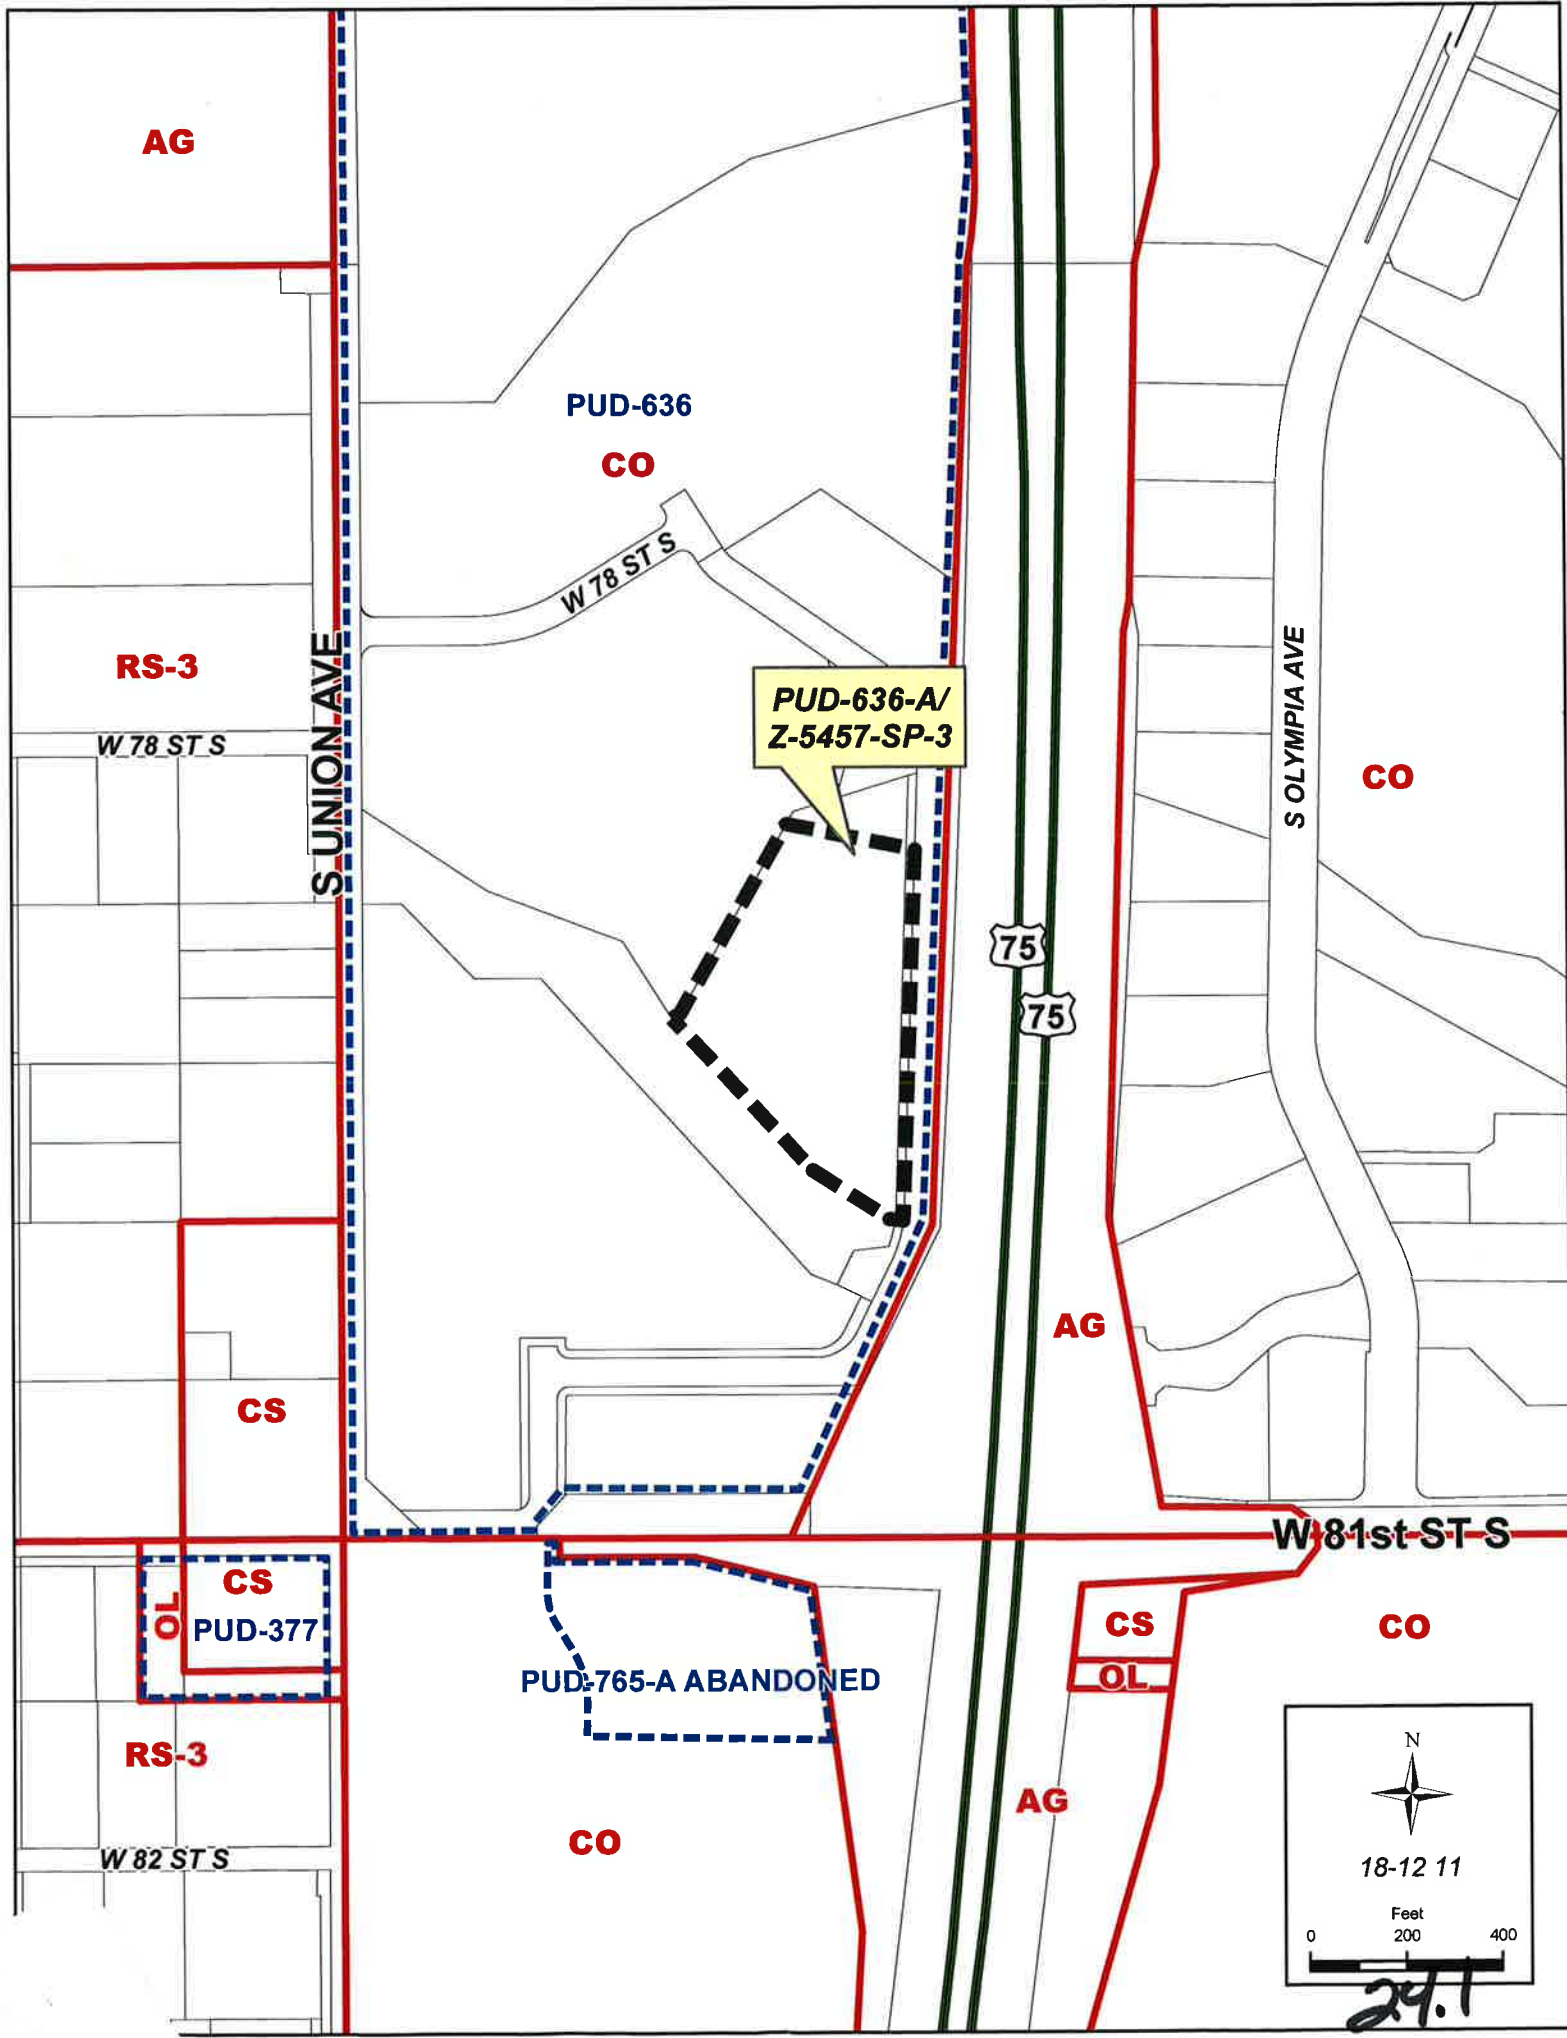 AG
PUD-636
CO
W 78 ST S
RS-3
S UNION AVE
W 78 ST S
PUD-636-A/
Z-5457-SP-3
S OLYMPIA AVE
CO
75
75
AG
CS
W 81st ST S
CS
OL
PUD-377
CS
CO
OL
PUD-765-A ABANDONED
RS-3
AG
CO
W 82 ST S
N
18-12 11
Feet
0 200 400
24.1